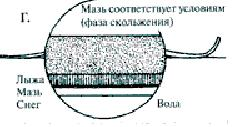 Г. Мазь соответствует условиям
(фаза скольжения)
Лыжа
Мазь
Снег Вода